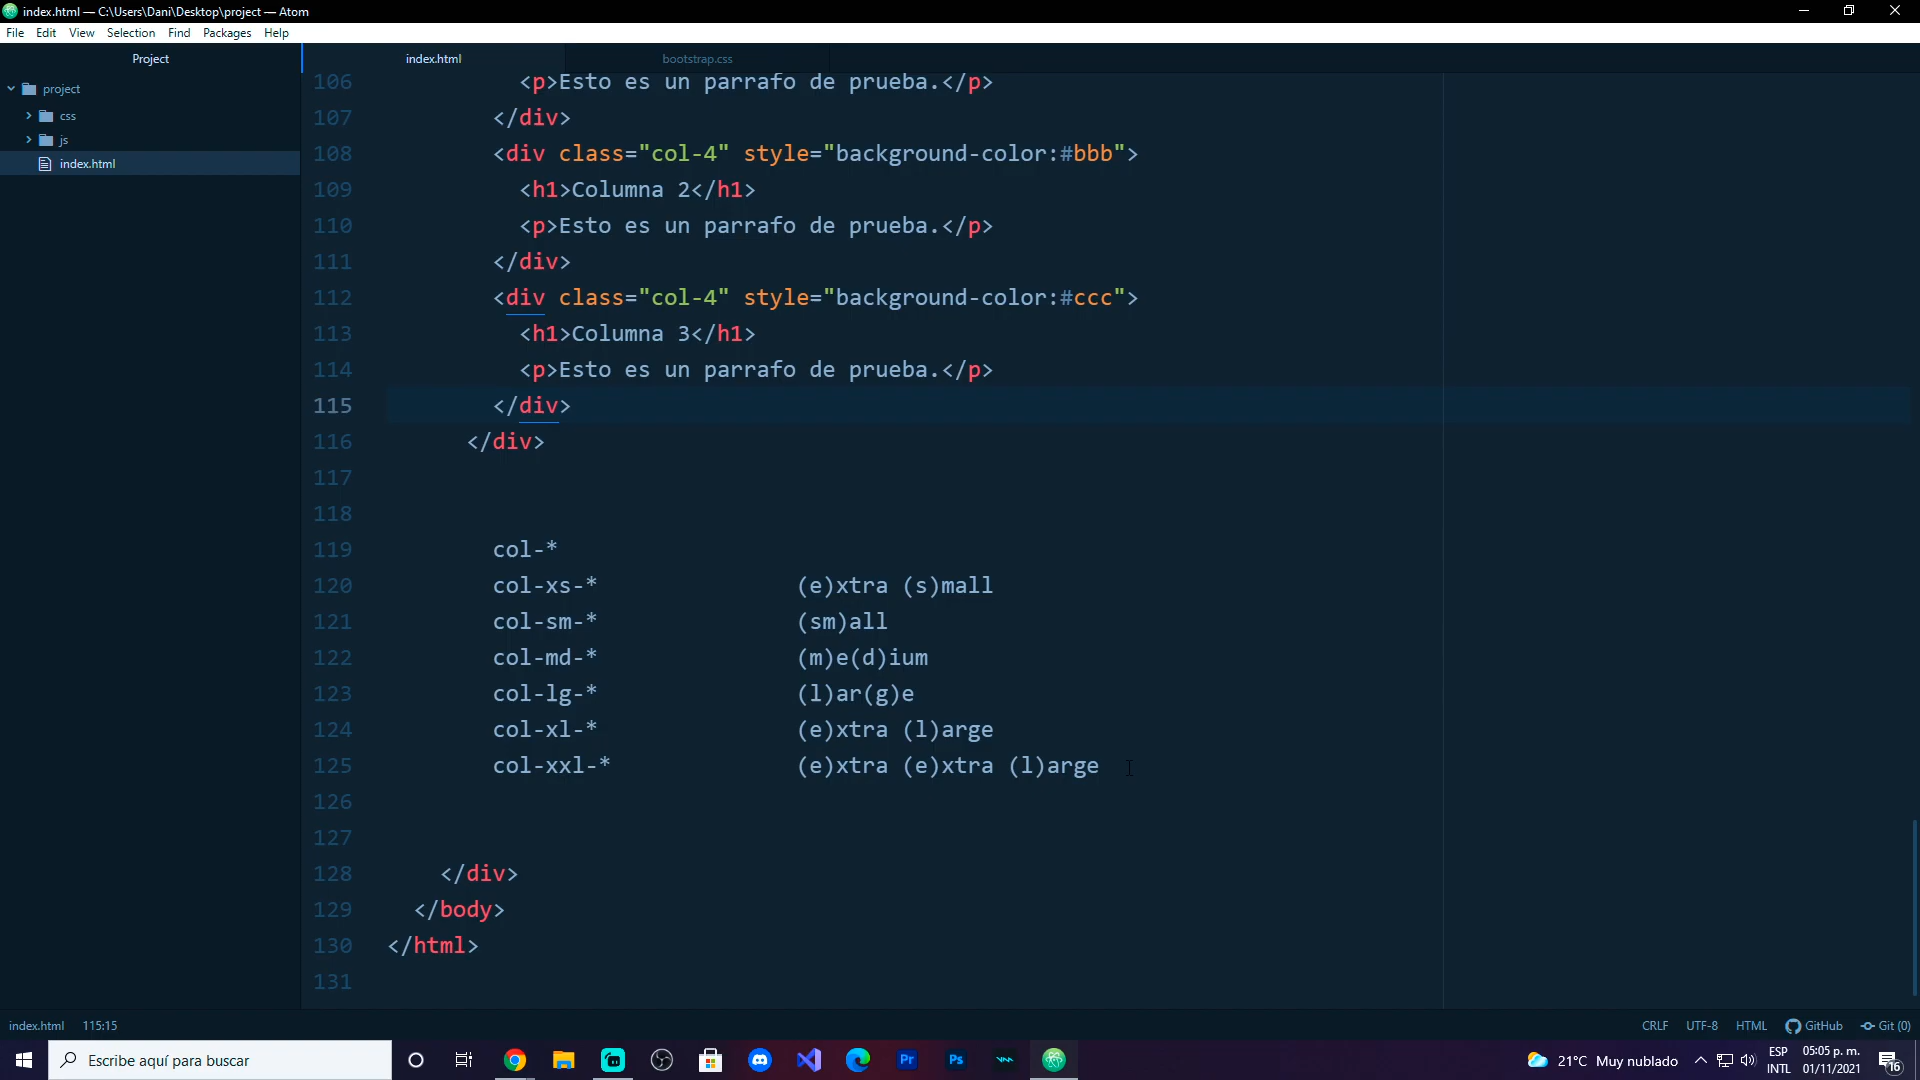 index.html — C:\Users\Dani\Desktop\project — Atom
File Edit View Selection Find Packages Help
Project
project
css
js
index.html
index.html bootstrap.css
106 <p>Esto es un parrafo de prueba.</p>
107 </div>
108 <div class="col-4" style="background-color:#bbb">
109 <h1>Columna 2</h1>
110 <p>Esto es un parrafo de prueba.</p>
111 </div>
112 <div class="col-4" style="background-color:#ccc">
113 <h1>Columna 3</h1>
114 <p>Esto es un parrafo de prueba.</p>
115 </div>
116 </div>
117
118
119 col-*
120 col-xs-* (e)xtra (s)mall
121 col-sm-* (sm)all
122 col-md-* (m)e(d)ium
123 col-lg-* (l)ar(g)e
124 col-xl-* (e)xtra (l)arge
125 col-xxl-* (e)xtra (e)xtra (l)arge
126
127
128 </div>
129 </body>
130 </html>
131
index.html 115:15 CRLF UTF-8 HTML GitHub Git (0)
Escribe aquí para buscar
Pr
Ps
21°C Muy nublado
ESP
INTL
05:05 p. m.
01/11/2021
16